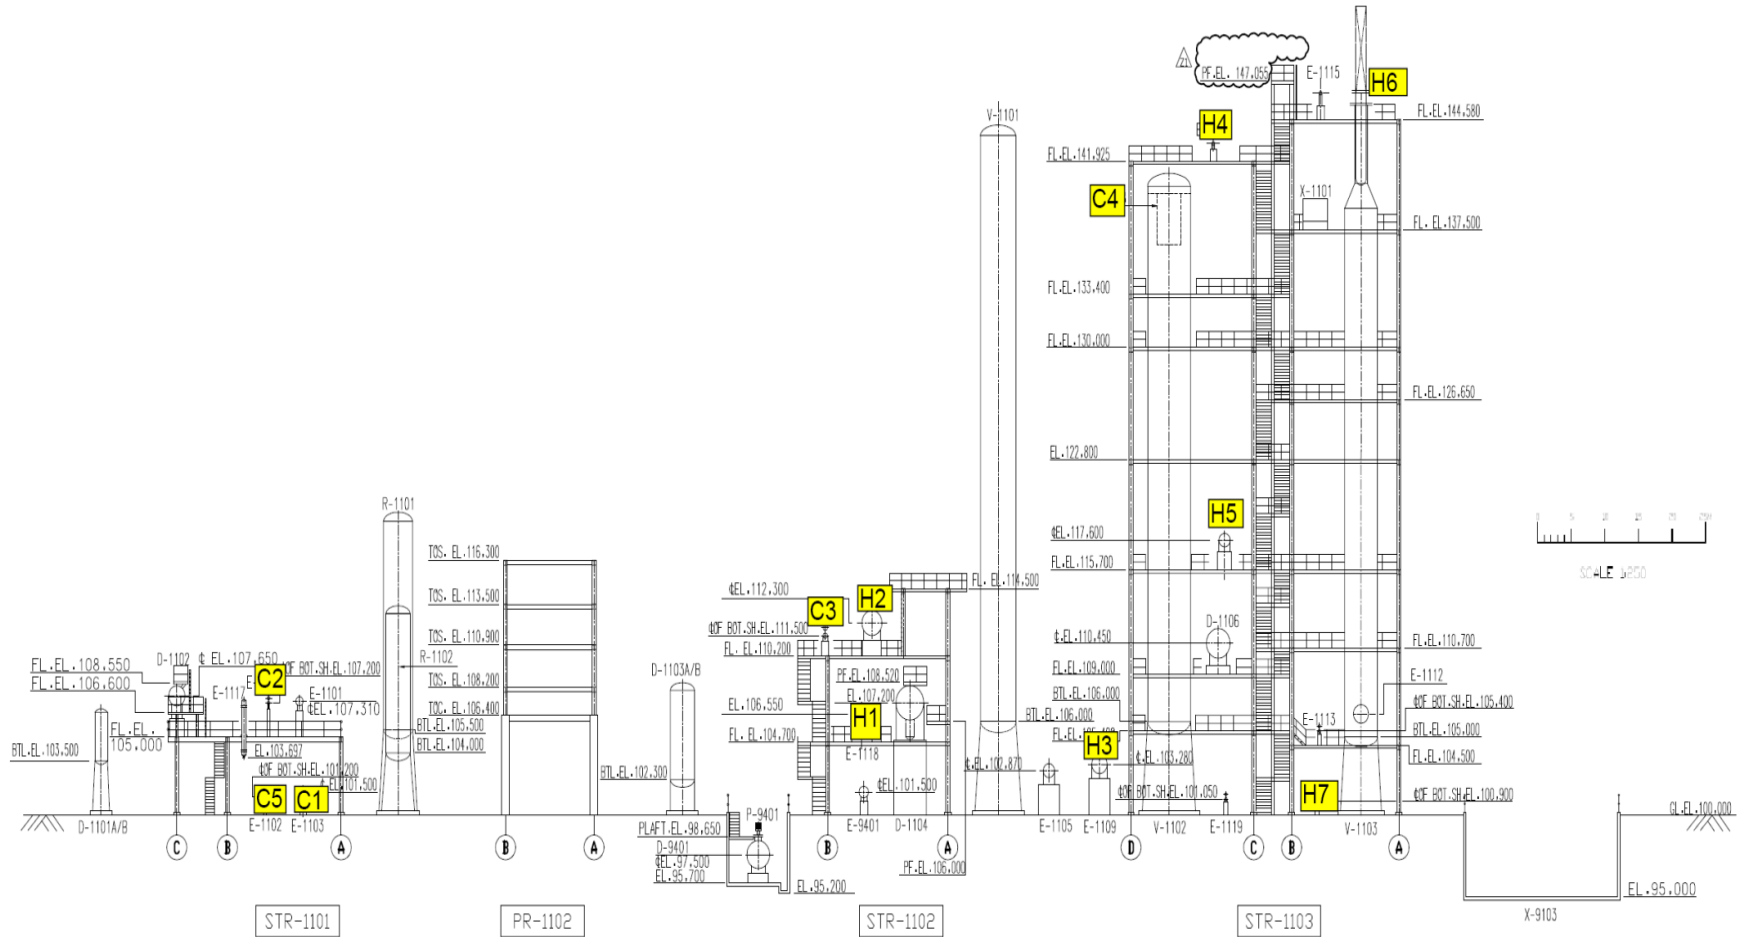 PF.EL. 147.055
21
E-1115
H6
FL.EL.144,580
V-1101
H4
FL.EL.141,925
C4
X-1101
FL. EL.137,500
FL.EL.133,400
FL.EL.130,000
FL.EL.126,650
EL.122,800
R-1101
H5
¢EL.117,600
FL.EL.115,700
SCALE 1:250
TOS. EL.116,300
TOS. EL.113,500
TOS. EL.110,900
TOS. EL.108,200
TOC. EL.106,400
R-1102
¢EL.112,300
H2
FL. EL.114,500
C3
¢OF BOT.SH.EL.111,500
FL. EL.110,200
PF.EL.108,520
EL.107,200
EL.106,550
H1
FL. EL.104,700
E-1118
D-1106
¢.EL.110,450
FL.EL.109,000
BTL.EL.106,000
BTL.EL.106,000
FL.EL.110,700
E-1112
¢OF BOT.SH.EL.105,400
E-1113
BTL.EL.105,000
FL.EL.104,500
H3
¢.EL.103,280
¢.EL.102,870
¢OF BOT.SH.EL.101,050
H7
¢OF BOT.SH.EL.100,900
GL.EL.100,000
D-1102
¢ EL.107,650
¢OF BOT.SH.EL.107,200
FL.EL.108,550
FL.EL.106,600
C2
E-1117
E-1101
¢EL.107,310
FL.EL.
105,000
BTL.EL.103,500
EL.103,697
¢OF BOT.SH.EL.101,200
¢.EL.101,500
C5
C1
BTL.EL.105,500
BTL.EL.104,000
D-1103A/B
BTL.EL.102,300
¢EL.101,500
D-1101A/B
E-1102
E-1103
PLAFT.EL.98,650
P-9401
D-9401
¢EL.97,500
EL.95,700
EL.95,200
E-9401
D-1104
PF.EL.106,000
E-1105
E-1109
V-1102
E-1119
V-1103
C
B
A
B
A
B
A
D
C
B
A
EL.95,000
X-9103
STR-1101
PR-1102
STR-1102
STR-1103